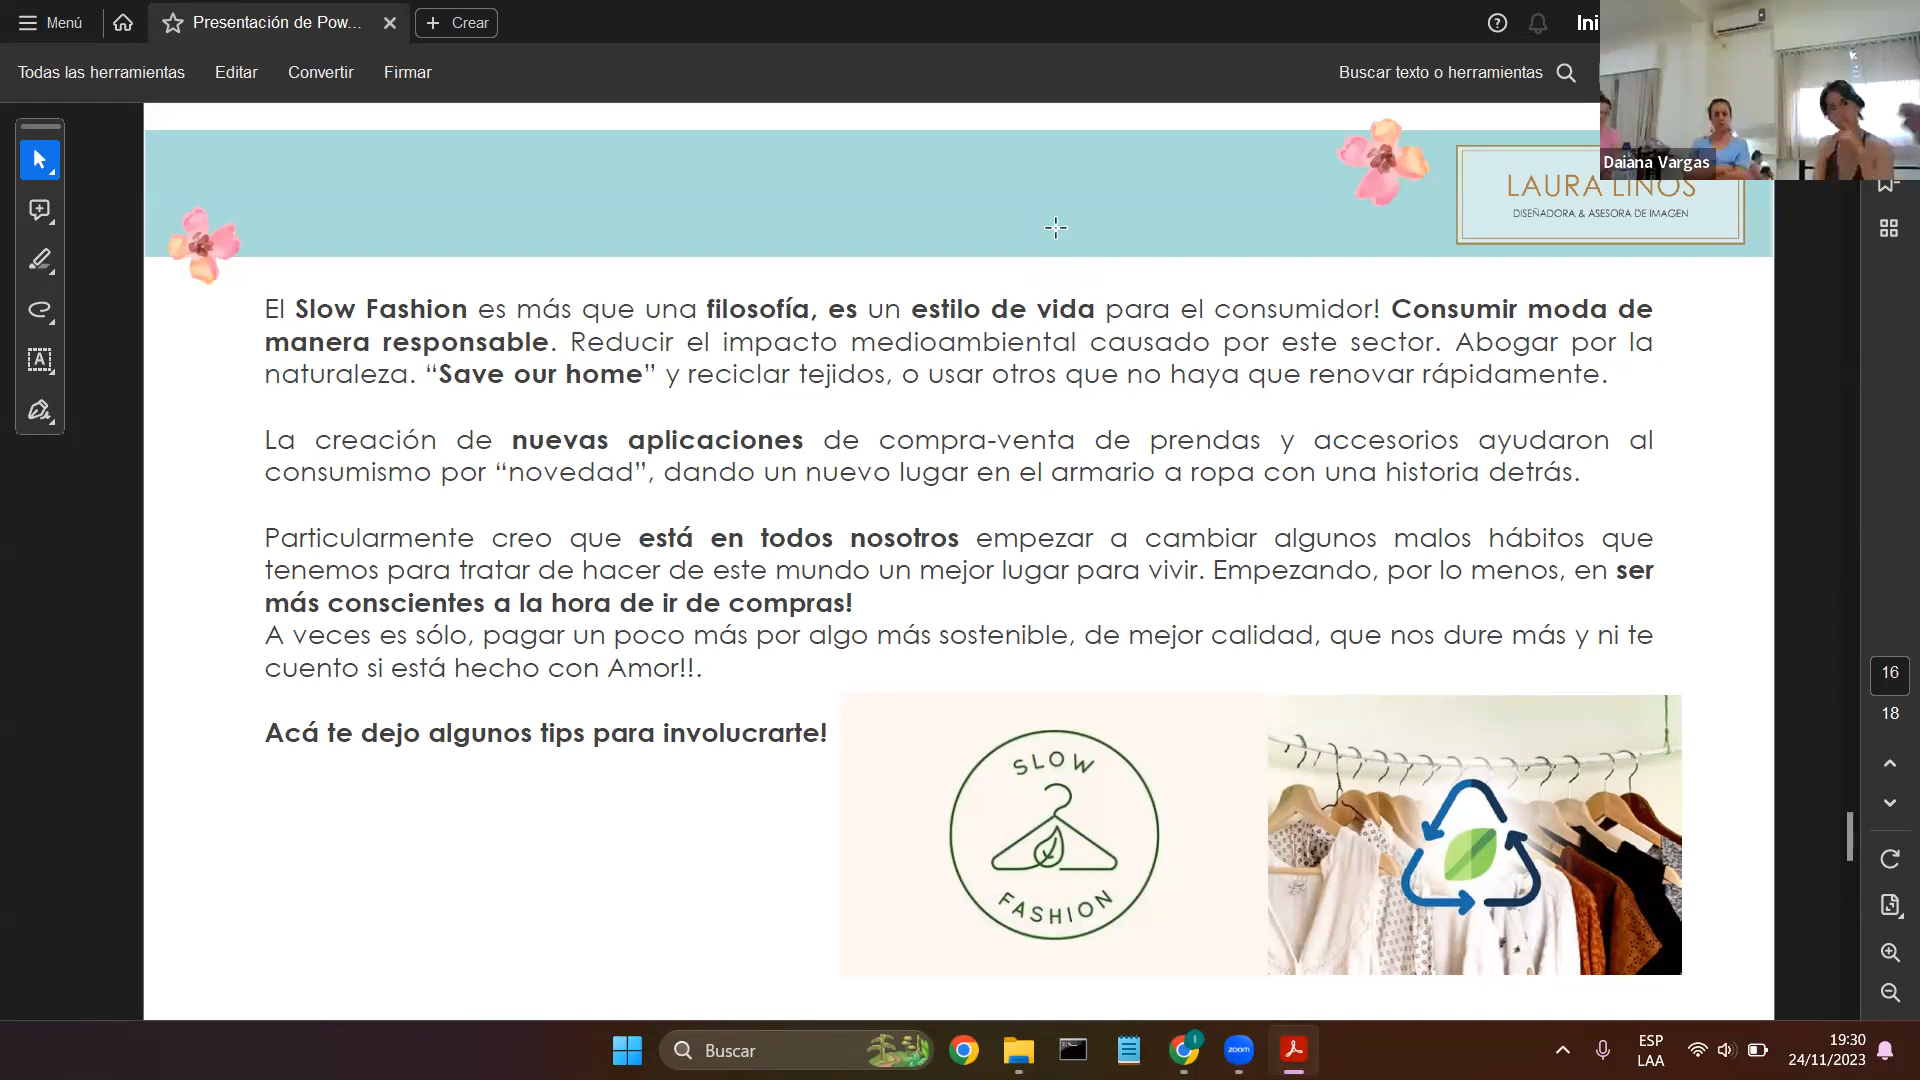 Menú
Presentación de Pow...
Crear
Ini
Todas las herramientas
Editar
Convertir
Firmar
Buscar texto o herramientas
Daiana Vargas
LAURA LINOS
DISEÑADORA & ASESORA DE IMAGEN
El Slow Fashion es más que una filosofía, es un estilo de vida para el consumidor! Consumir moda de
manera responsable. Reducir el impacto medioambiental causado por este sector. Abogar por la
naturaleza. “Save our home” y reciclar tejidos, o usar otros que no haya que renovar rápidamente.
La creación de nuevas aplicaciones de compra-venta de prendas y accesorios ayudaron al
consumismo por “novedad”, dando un nuevo lugar en el armario a ropa con una historia detrás.
Particularmente creo que está en todos nosotros empezar a cambiar algunos malos hábitos que
tenemos para tratar de hacer de este mundo un mejor lugar para vivir. Empezando, por lo menos, en ser
más conscientes a la hora de ir de compras!
A veces es sólo, pagar un poco más por algo más sostenible, de mejor calidad, que nos dure más y ni te
cuento si está hecho con Amor!!.
Acá te dejo algunos tips para involucrarte!
SLOW
FASHION
16
18
Buscar
zoom
ESP
LAA
19:30
24/11/2023